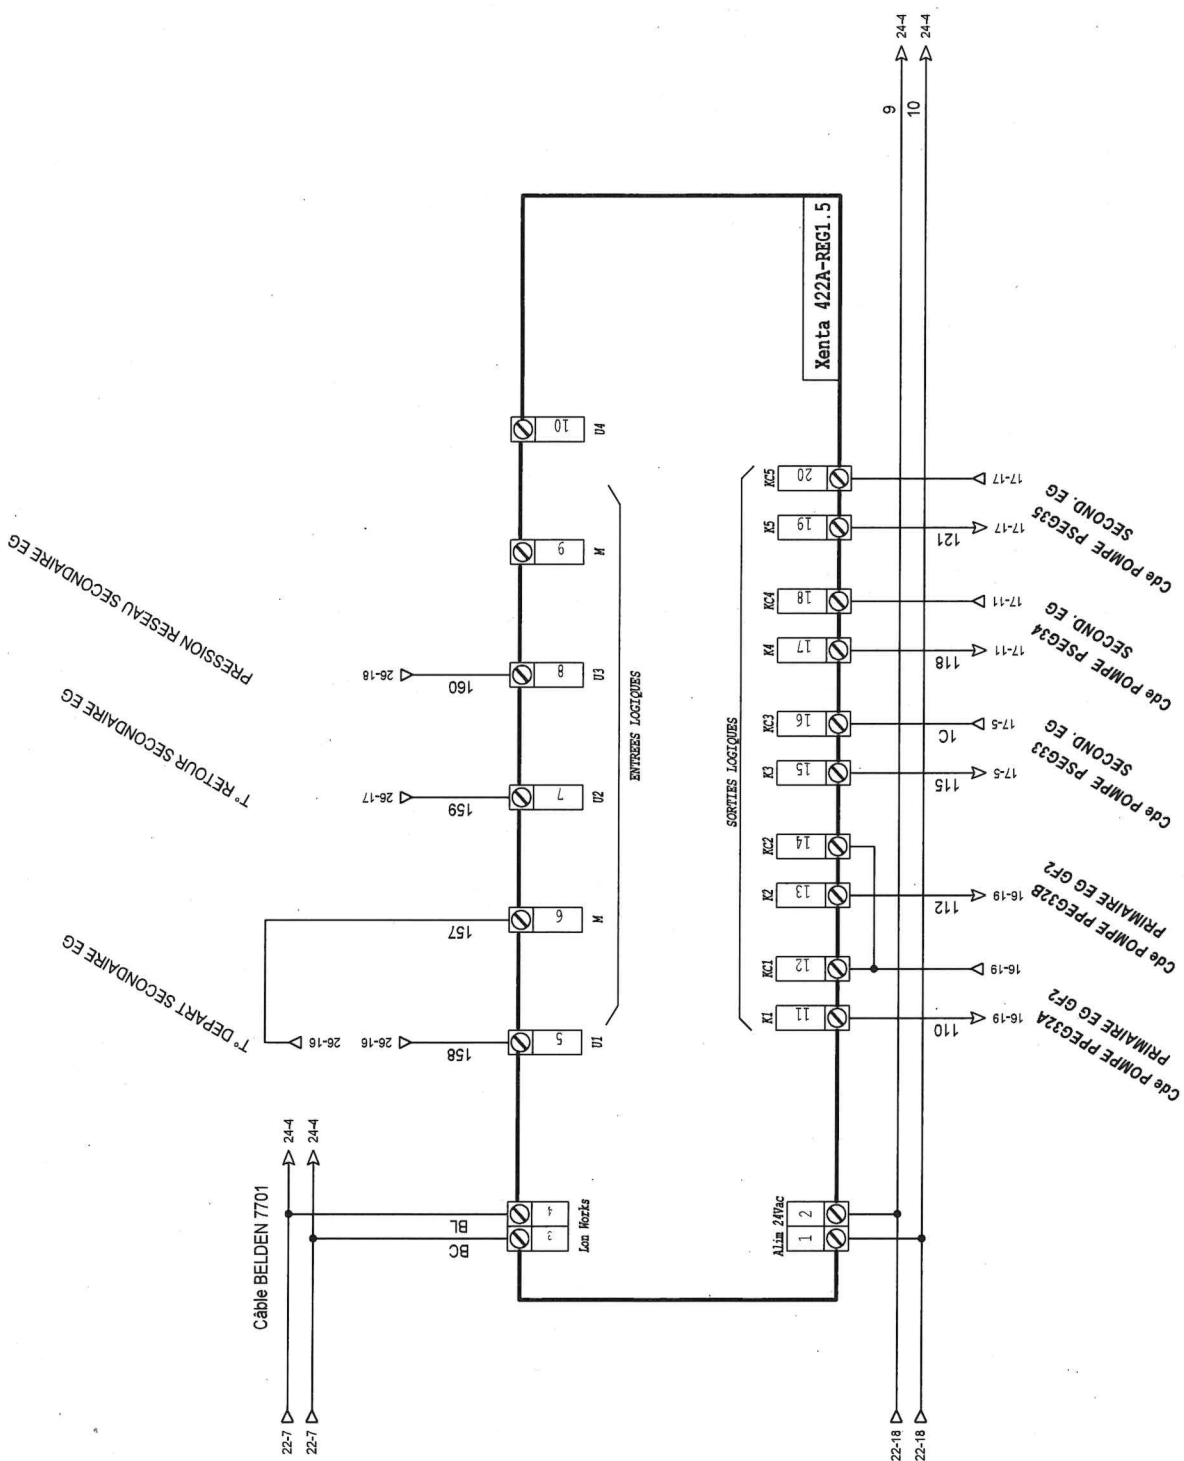 Câble BELDEN 7701
22-7
22-7
24-4
24-4
BL
BC
T° DEPART SECONDAIRE EG
26-16
26-16
158
157
T° RETOUR SECONDAIRE EG
26-17
159
PRESSION RESEAU SECONDAIRE EG
26-18
160
4
3
Lon Works
5
U1
6
M
7
U2
8
U3
9
M
10
U4
ENTREES LOGIQUES
Xenta 422A-REG1.5
SORTIES LOGIQUES
Alim 24Vac
1
2
K1
11
KC1
12
K2
13
KC2
14
K3
15
KC3
16
K4
17
KC4
18
K5
19
KC5
20
22-18
22-18
9
10
24-4
24-4
110
16-19
16-19
112
16-19
115
17-5
1C
17-5
118
17-11
17-11
121
17-17
17-17
Cde POMPE PPEG32A
PRIMAIRE EG GF2
Cde POMPE PPEG32B
PRIMAIRE EG GF2
Cde POMPE PSEG33
SECOND. EG
Cde POMPE PSEG34
SECOND. EG
Cde POMPE PSEG35
SECOND. EG